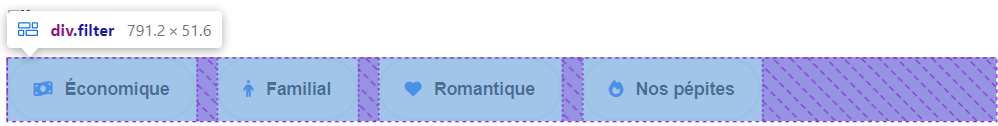 div.filter 791.2 × 51.6
Économique Familial Romantique Nos pépites